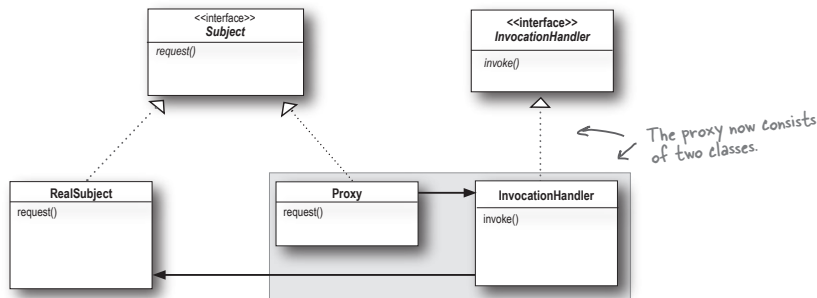 <<interface>>
Subject
request()
<<interface>>
InvocationHandler
invoke()
The proxy now consists
of two classes.
RealSubject
request()
Proxy
request()
InvocationHandler
invoke()